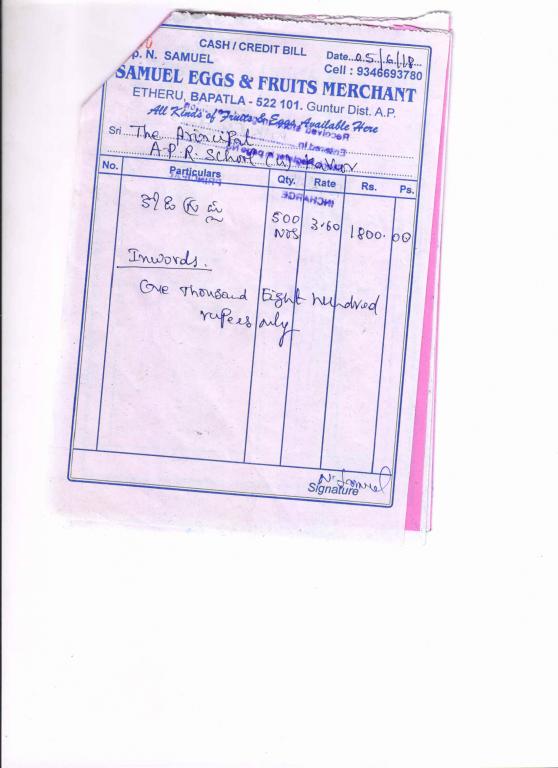 CASH / CREDIT BILL
p. N. SAMUEL
Date..05/6/18...
Cell : 9346693780
SAMUEL EGGS & FRUITS MERCHANT
ETHERU, BAPATLA - 522 101. Guntur Dist. A.P.
All Kinds of Fruits & Eggs Available Here
Sri The Principal
A.P.R. School
No. Particulars Qty. Rate Rs. Ps.
500 3.60 1800.00
NOS
Inwords.
One Thousand Eight hundred
rupees only
N. Samuel
Signature